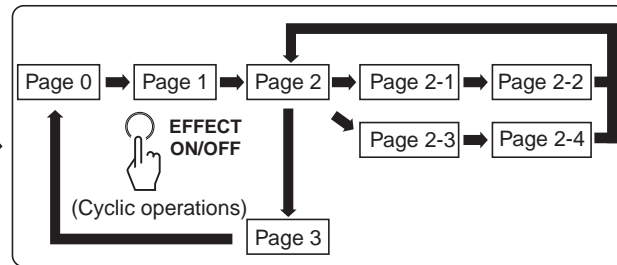 Page 0
Page 1
Page 2
Page 2-1
Page 2-2
EFFECT
ON/OFF
Page 2-3
Page 2-4
(Cyclic operations)
Page 3